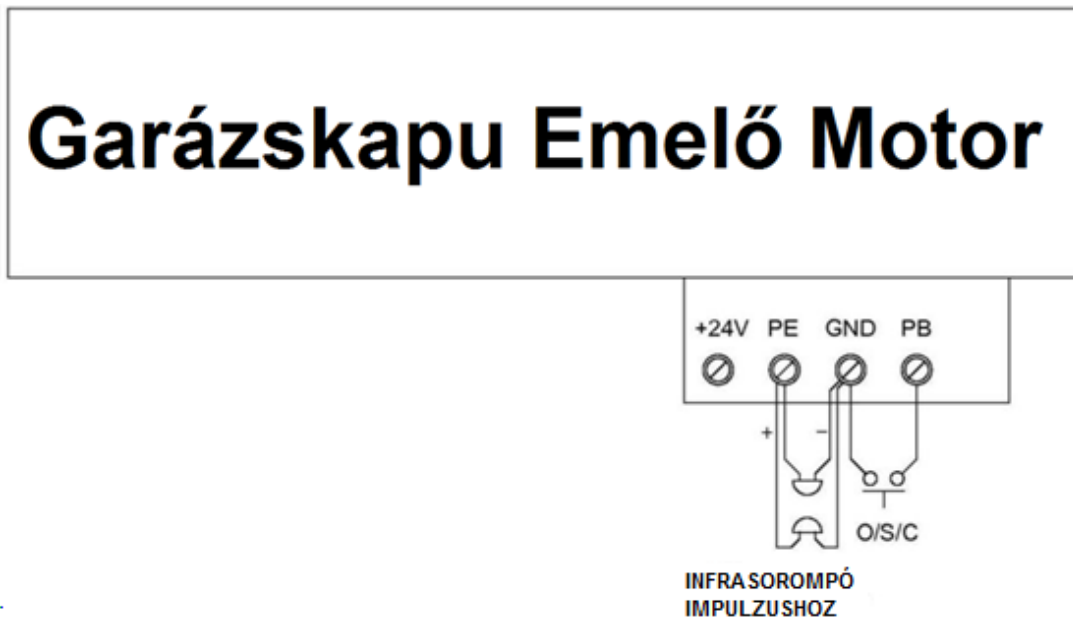 Garázskapu Emelő Motor
+24V PE GND PB
+ −
O/S/C
INFRASOROMPÓ
IMPULZUSHOZ